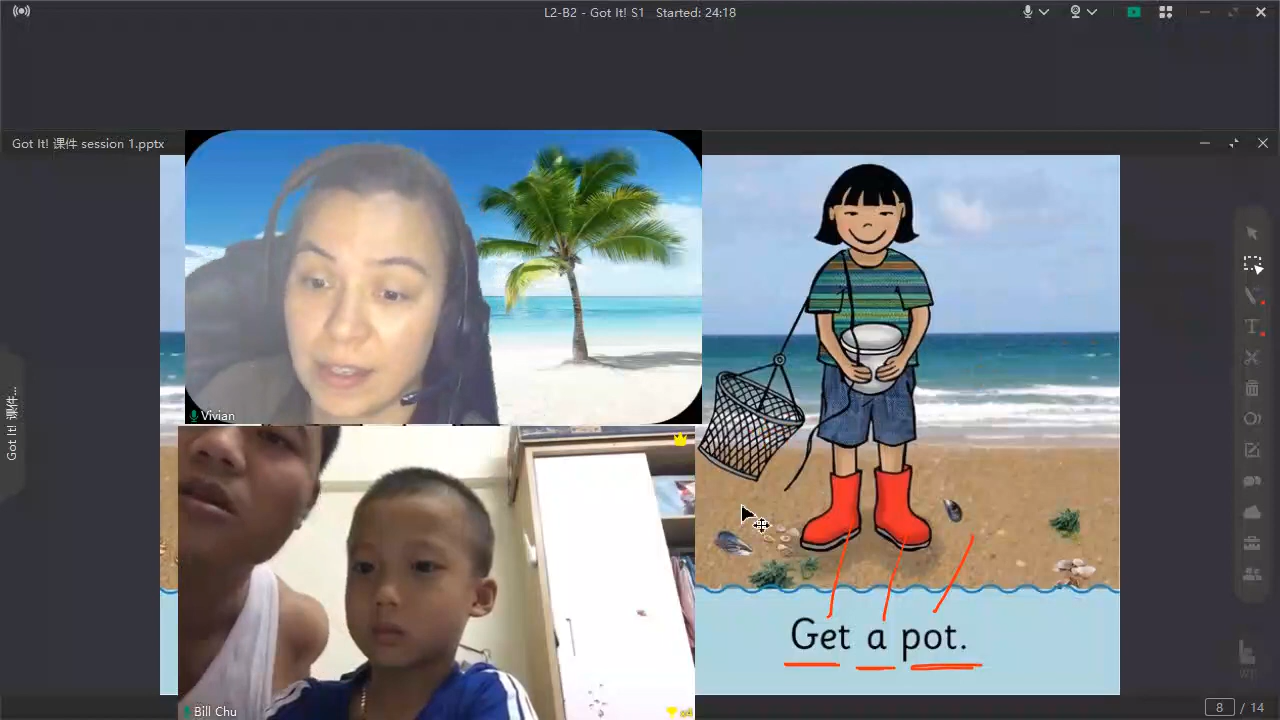 L2-B2 - Got It! S1 Started: 24:18
Got It! 课件 session 1.pptx
Got It! 课件...
Vivian
Get a pot.
Bill Chu
x4
8 / 14